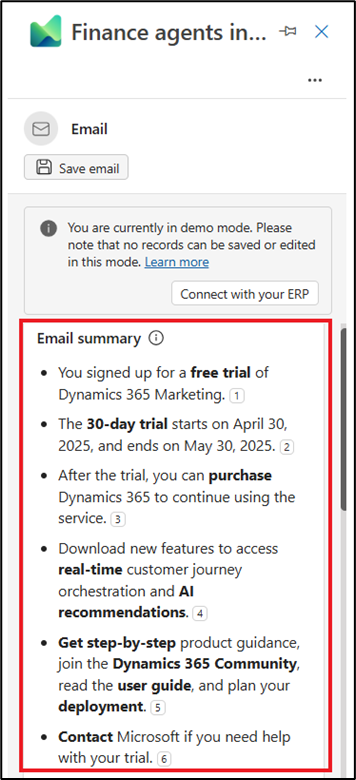 Finance agents in...
...
Email
Save email
You are currently in demo mode. Please
note that no records can be saved or edited
in this mode. Learn more
Connect with your ERP
Email summary
• You signed up for a free trial of
Dynamics 365 Marketing. 1
• The 30-day trial starts on April 30,
2025, and ends on May 30, 2025. 2
• After the trial, you can purchase
Dynamics 365 to continue using the
service. 3
• Download new features to access
real-time customer journey
orchestration and AI
recommendations. 4
• Get step-by-step product guidance,
join the Dynamics 365 Community,
read the user guide, and plan your
deployment. 5
• Contact Microsoft if you need help
with your trial. 6